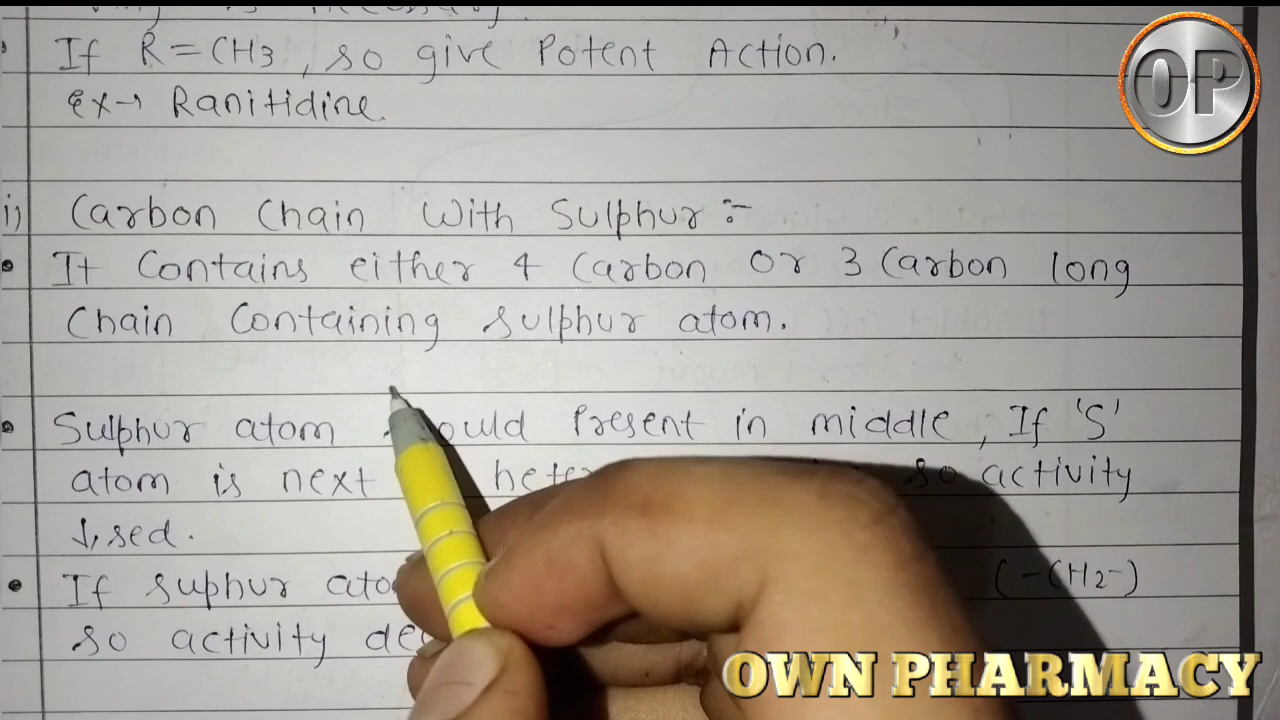 If R = CH3, so give Potent Action.
Ex → Ranitidine.
OP
i) Carbon Chain With Sulphur :-
• It Contains either 4 Carbon Or 3 Carbon long
Chain Containing sulphur atom.
• Sulphur atom Present in middle, If 'S'
atom is next so activity
↓sed.
• If suphur (-CH2-)
so activity
OWN PHARMACY